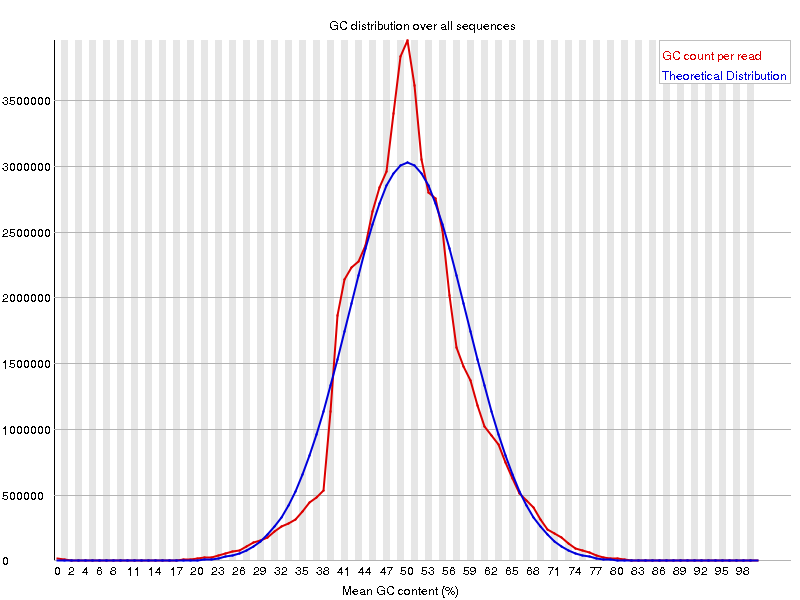 GC distribution over all sequences
GC count per read
Theoretical Distribution
3500000
3000000
2500000
2000000
1500000
1000000
500000
0
0 2 4 6 8 11 14 17 20 23 26 29 32 35 38 41 44 47 50 53 56 59 62 65 68 71 74 77 80 83 86 89 92 95 98
Mean GC content (%)